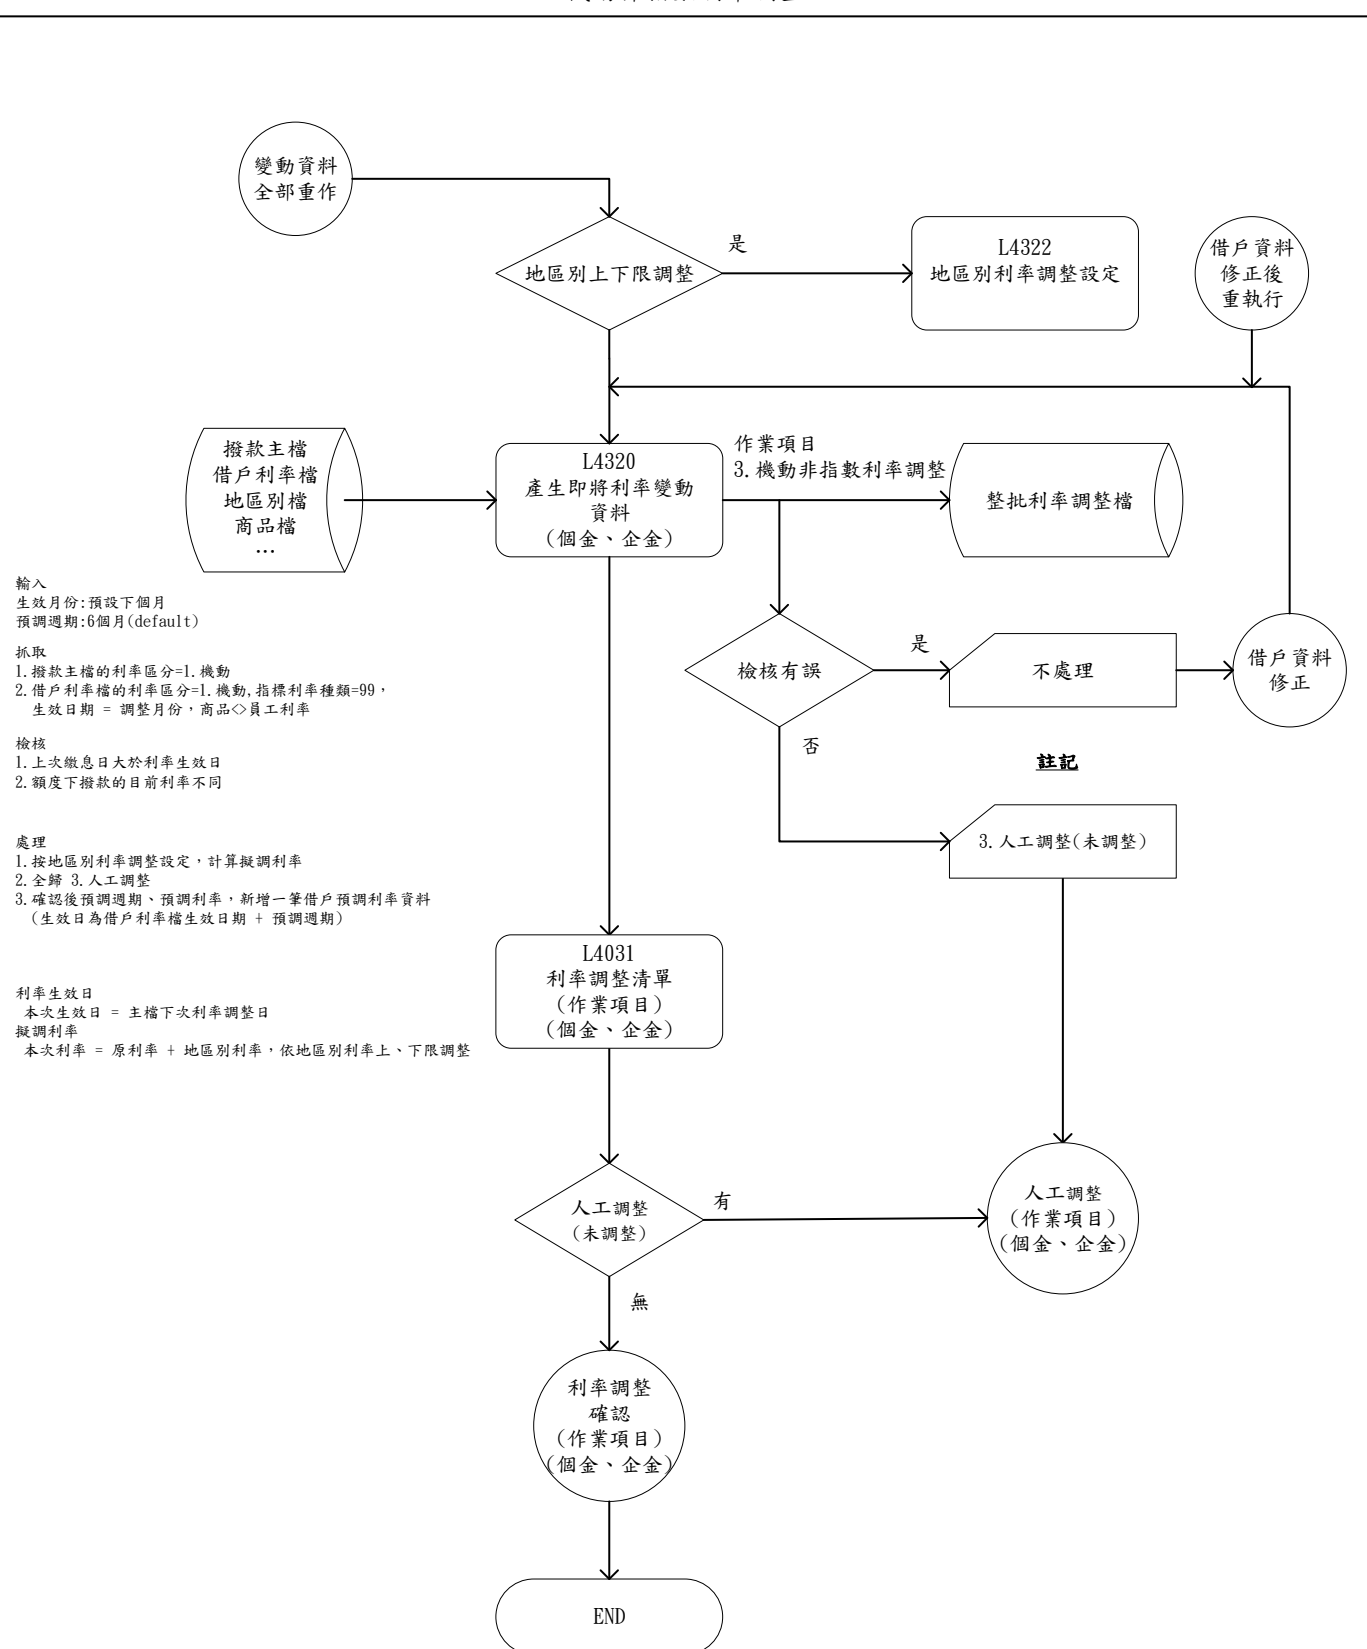 變動資料
全部重作
地區別上下限調整
是
L4322
地區別利率調整設定
借戶資料
修正後
重執行
撥款主檔
借戶利率檔
地區別檔
商品檔
…
L4320
產生即將利率變動
資料
(個金、企金)
作業項目
3.機動非指數利率調整
整批利率調整檔
輸入
生效月份:預設下個月
預調週期:6個月(default)
抓取
1.撥款主檔的利率區分=1.機動
2.借戶利率檔的利率區分=1.機動,指標利率種類=99，
生效日期 = 調整月份，商品<>員工利率
檢核
1.上次繳息日大於利率生效日
2.額度下撥款的目前利率不同
處理
1.按地區別利率調整設定，計算擬調利率
2.全歸 3.人工調整
3.確認後預調週期、預調利率，新增一筆借戶預調利率資料
(生效日為借戶利率檔生效日期 + 預調週期)
利率生效日
本次生效日 = 主檔下次利率調整日
擬調利率
本次利率 = 原利率 + 地區別利率，依地區別利率上、下限調整
檢核有誤
是
不處理
借戶資料
修正
否
註記
3.人工調整(未調整)
L4031
利率調整清單
(作業項目)
(個金、企金)
人工調整
(未調整)
有
人工調整
(作業項目)
(個金、企金)
無
利率調整
確認
(作業項目)
(個金、企金)
END